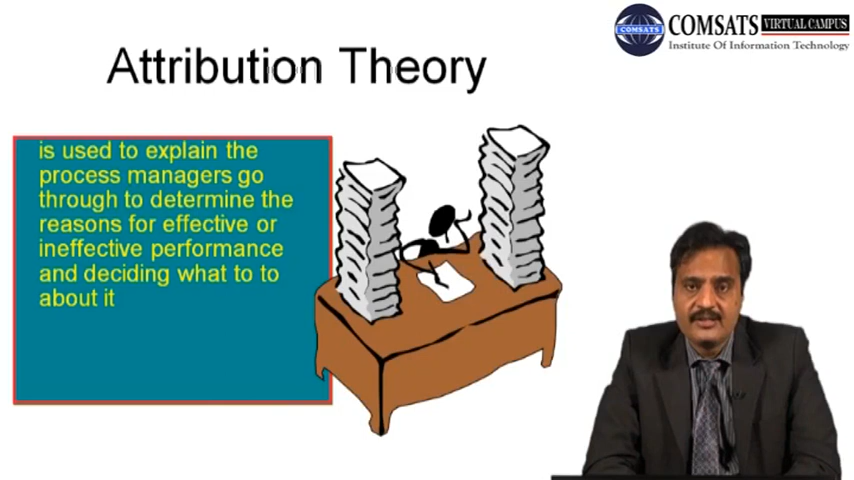 COMSATS VIRTUAL CAMPUS
COMSATS
Institute Of Information Technology
Attribution Theory
is used to explain the
process managers go
through to determine the
reasons for effective or
ineffective performance
and deciding what to to
about it